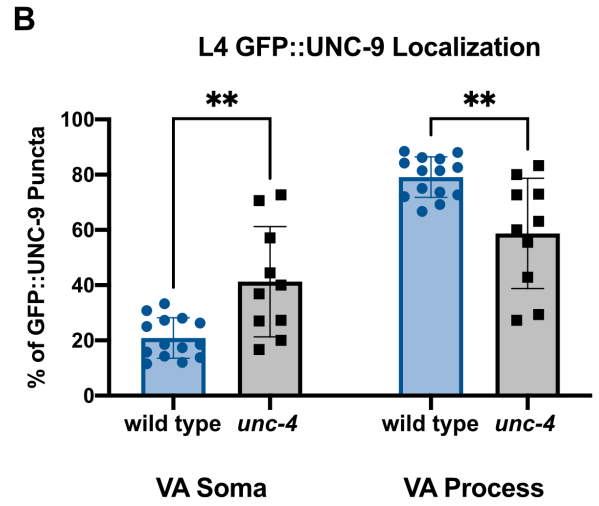 B
L4 GFP::UNC-9 Localization
** **
% of GFP::UNC-9 Puncta
100
80
60
40
20
0
wild type unc-4 wild type unc-4
VA Soma VA Process